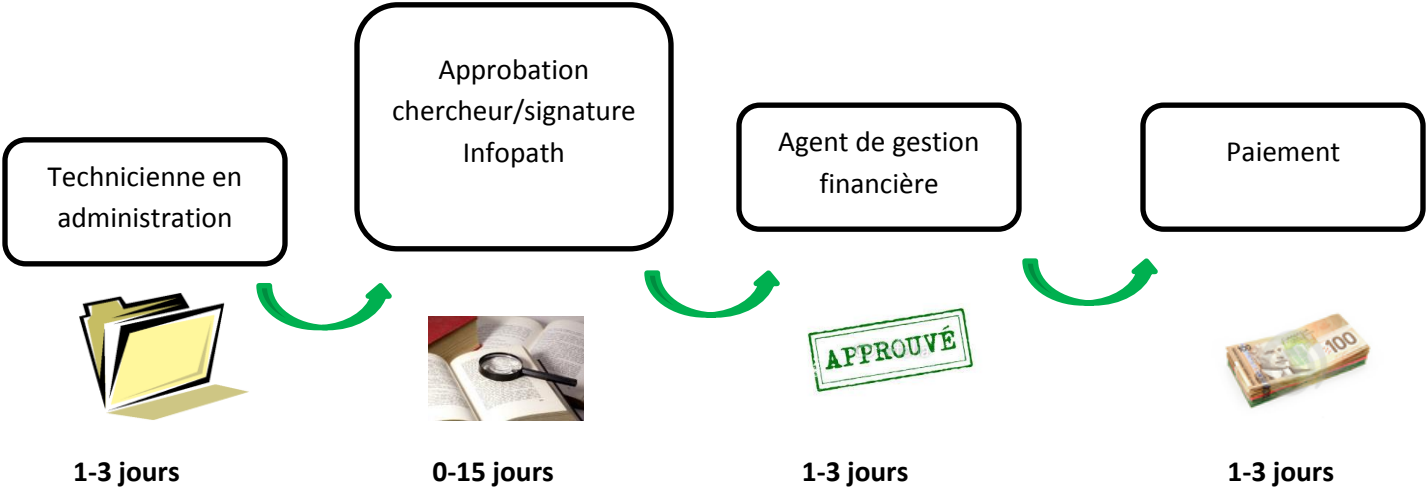 Technicienne en
administration
Approbation
chercheur/signature
Infopath
Agent de gestion
financière
Paiement
APPROUVÉ
100
1-3 jours
0-15 jours
1-3 jours
1-3 jours